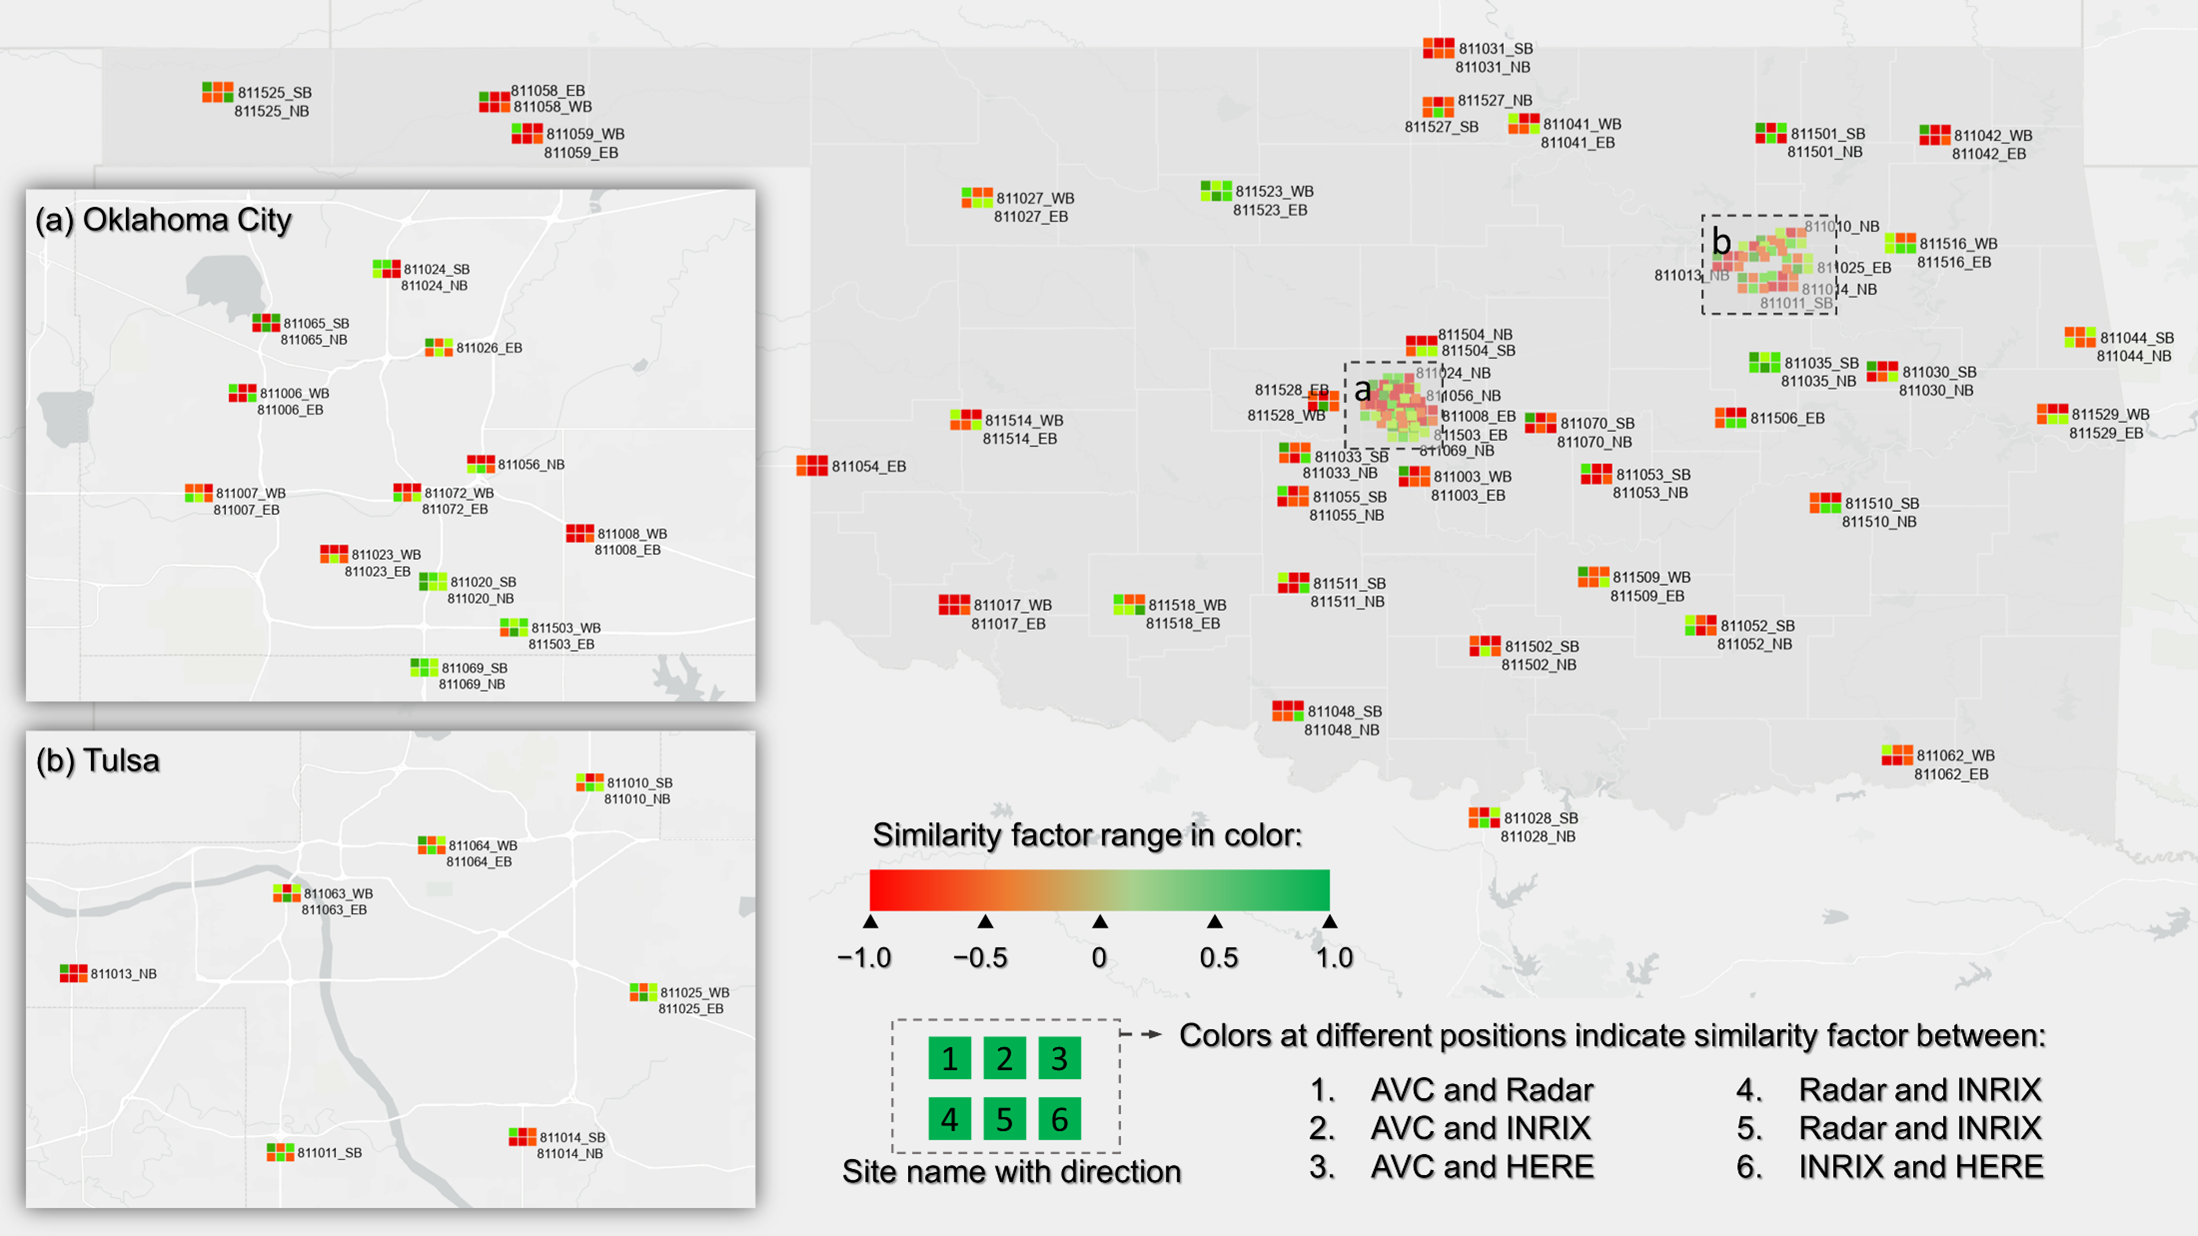 811031_SB
811031_NB
811525_SB
811525_NB
811058_EB
811058_WB
811059_WB
811059_EB
811527_NB
811527_SB
811041_WB
811041_EB
811501_SB
811501_NB
811042_WB
811042_EB
811027_WB
811027_EB
811523_WB
811523_EB
b
811010_NB
811013_NB
811025_EB
811014_NB
811011_SB
811516_WB
811516_EB
811504_NB
811504_SB
811044_SB
811044_NB
811035_SB
811035_NB
811030_SB
811030_NB
a
811024_NB
811056_NB
811008_EB
811503_EB
811069_NB
811528_EB
811528_WB
811514_WB
811514_EB
811070_SB
811070_NB
811506_EB
811529_WB
811529_EB
811054_EB
811033_SB
811033_NB
811003_WB
811003_EB
811053_SB
811053_NB
811055_SB
811055_NB
811510_SB
811510_NB
811511_SB
811511_NB
811509_WB
811509_EB
811017_WB
811017_EB
811518_WB
811518_EB
811052_SB
811052_NB
811502_SB
811502_NB
811048_SB
811048_NB
811062_WB
811062_EB
811028_SB
811028_NB
(a) Oklahoma City
811024_SB
811024_NB
811065_SB
811065_NB
811026_EB
811006_WB
811006_EB
811056_NB
811007_WB
811007_EB
811072_WB
811072_EB
811008_WB
811008_EB
811023_WB
811023_EB
811020_SB
811020_NB
811503_WB
811503_EB
811069_SB
811069_NB
(b) Tulsa
811010_SB
811010_NB
811064_WB
811064_EB
811063_WB
811063_EB
811013_NB
811025_WB
811025_EB
811014_SB
811014_NB
811011_SB
Similarity factor range in color:
−1.0 −0.5 0 0.5 1.0
1 2 3
4 5 6
Site name with direction
Colors at different positions indicate similarity factor between:
1. AVC and Radar
2. AVC and INRIX
3. AVC and HERE
4. Radar and INRIX
5. Radar and INRIX
6. INRIX and HERE